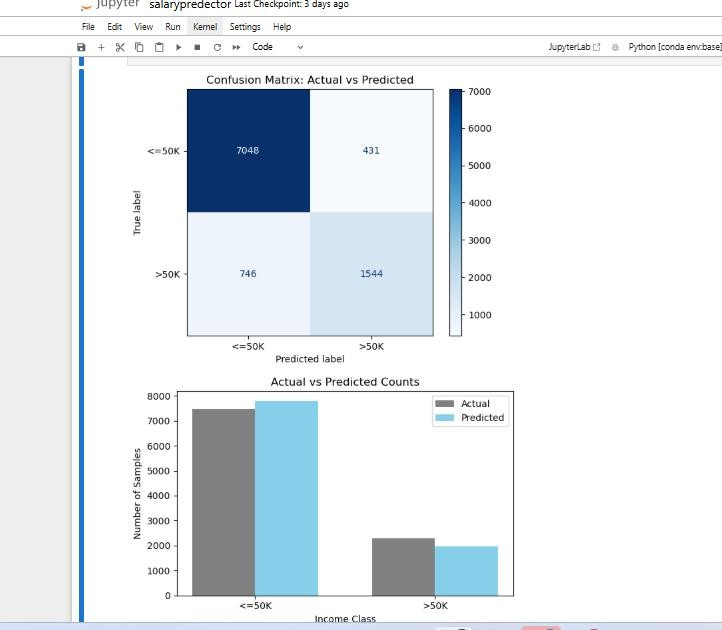 Jupyter salarypredector Last Checkpoint: 3 days ago
File Edit View Run Kernel Settings Help
Code JupyterLab Python [conda env:base]
Confusion Matrix: Actual vs Predicted
7000
6000
5000
4000
3000
2000
1000
<=50K 7048 431
True label
>50K 746 1544
<=50K >50K
Predicted label
Actual vs Predicted Counts
8000
7000
6000
5000
4000
3000
2000
1000
0
Number of Samples
Actual
Predicted
<=50K >50K
Income Class